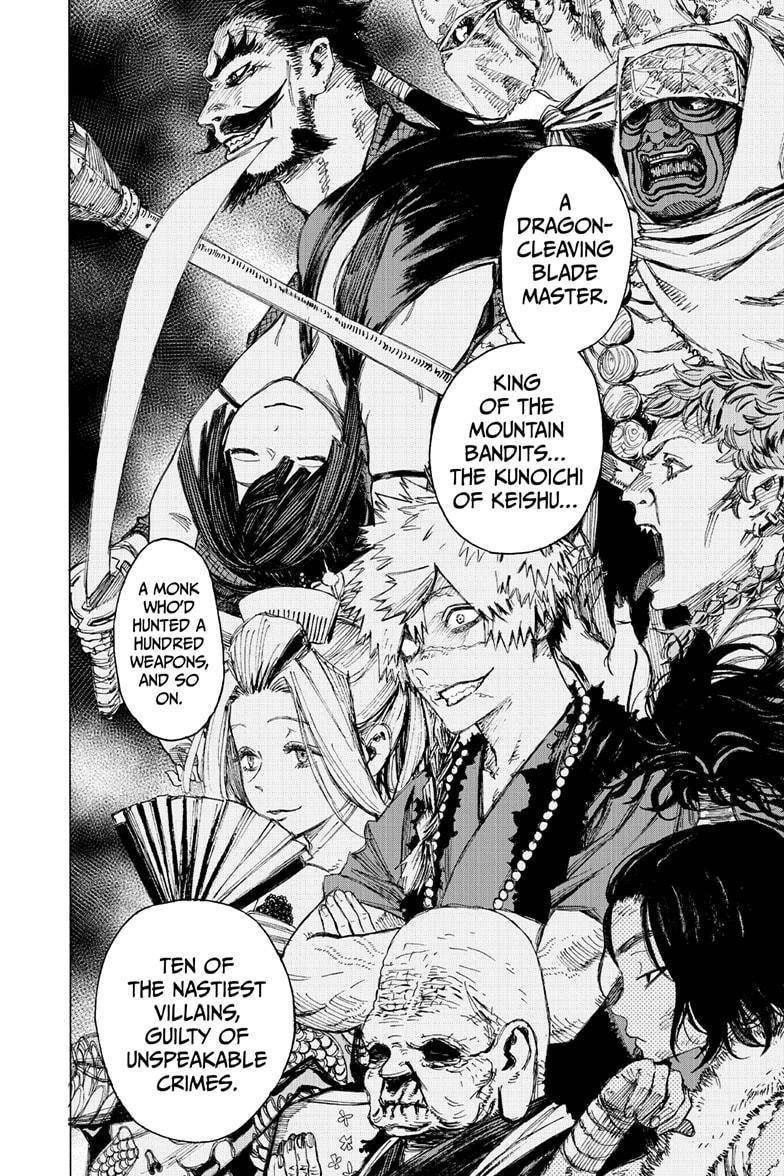 A
DRAGON-
CLEAVING
BLADE
MASTER.
KING
OF THE
MOUNTAIN
BANDITS...
THE KUNOICHI
OF KEISHU...
A MONK
WHO'D
HUNTED A
HUNDRED
WEAPONS,
AND SO
ON.
TEN OF
THE NASTIEST
VILLAINS,
GUILTY OF
UNSPEAKABLE
CRIMES.